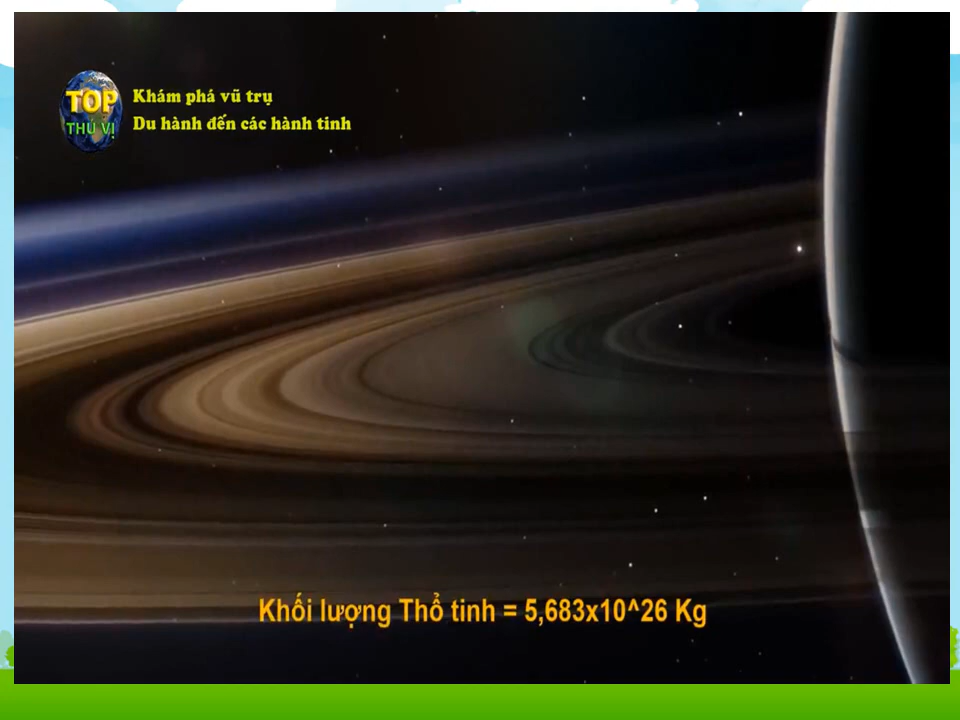 TOP
THÚ VỊ
Khám phá vũ trụ
Du hành đến các hành tinh
Khối lượng Thổ tinh = 5,683x10^26 Kg